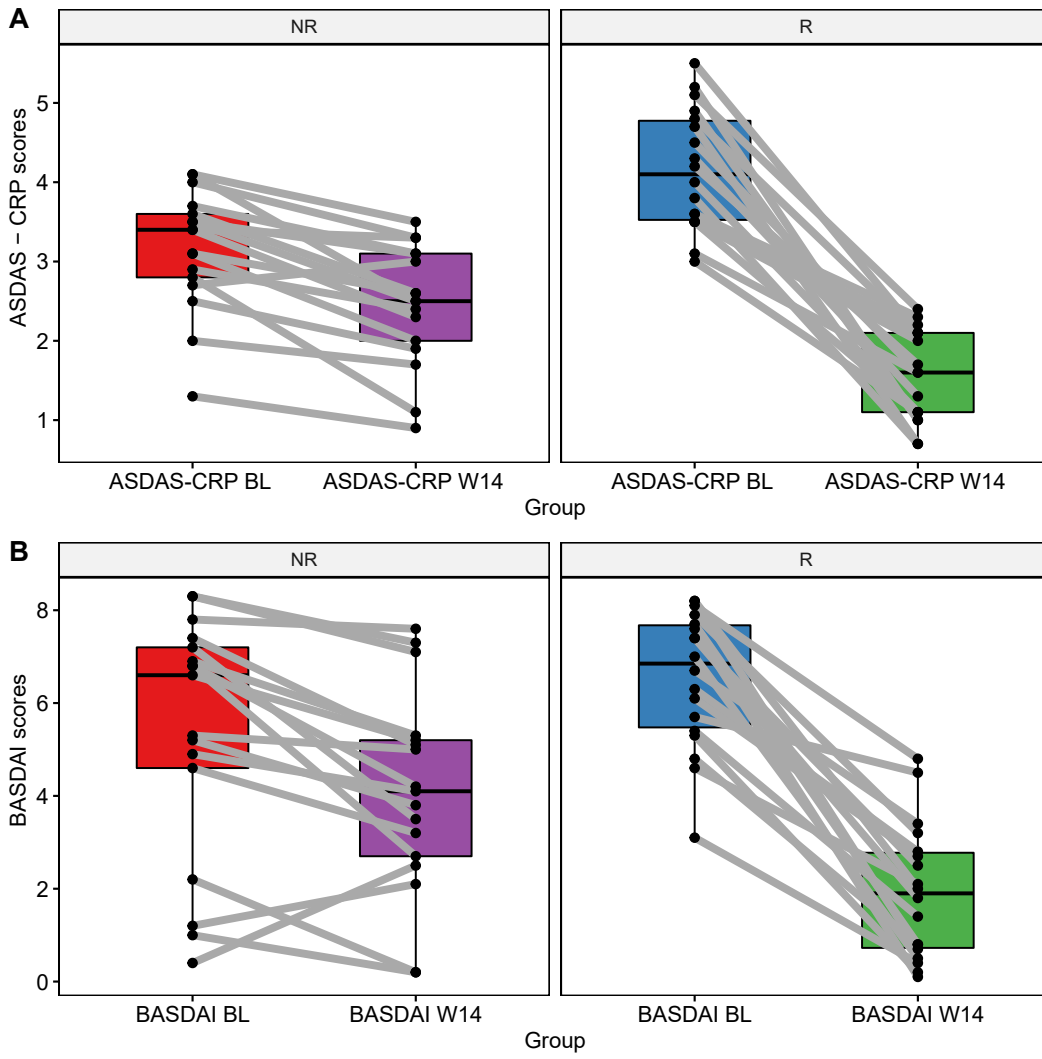 A
NR R
ASDAS − CRP scores
5
4
3
2
1
ASDAS-CRP BL ASDAS-CRP W14 ASDAS-CRP BL ASDAS-CRP W14
Group
B
NR R
BASDAI scores
8
6
4
2
0
BASDAI BL BASDAI W14 BASDAI BL BASDAI W14
Group